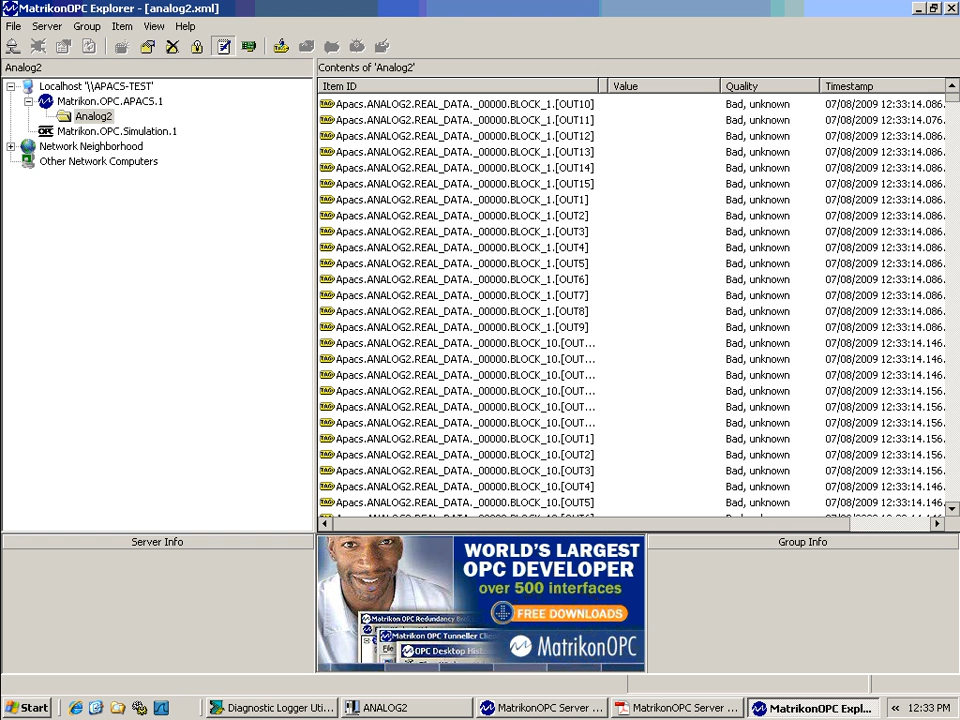 MatrikonOPC Explorer - [analog2.xml]
File Server Group Item View Help
Analog2
Contents of 'Analog2'
Localhost "\\APACS-TEST"
Matrikon.OPC.APACS.1
Analog2
Matrikon.OPC.Simulation.1
Network Neighborhood
Other Network Computers
Item ID Value Quality Timestamp
Apacs.ANALOG2.REAL_DATA._00000.BLOCK_1.[OUT10] Bad, unknown 07/08/2009 12:33:14.086.
Apacs.ANALOG2.REAL_DATA._00000.BLOCK_1.[OUT11] Bad, unknown 07/08/2009 12:33:14.076.
Apacs.ANALOG2.REAL_DATA._00000.BLOCK_1.[OUT12] Bad, unknown 07/08/2009 12:33:14.086.
Apacs.ANALOG2.REAL_DATA._00000.BLOCK_1.[OUT13] Bad, unknown 07/08/2009 12:33:14.086.
Apacs.ANALOG2.REAL_DATA._00000.BLOCK_1.[OUT14] Bad, unknown 07/08/2009 12:33:14.086.
Apacs.ANALOG2.REAL_DATA._00000.BLOCK_1.[OUT15] Bad, unknown 07/08/2009 12:33:14.086.
Apacs.ANALOG2.REAL_DATA._00000.BLOCK_1.[OUT1] Bad, unknown 07/08/2009 12:33:14.086.
Apacs.ANALOG2.REAL_DATA._00000.BLOCK_1.[OUT2] Bad, unknown 07/08/2009 12:33:14.086.
Apacs.ANALOG2.REAL_DATA._00000.BLOCK_1.[OUT3] Bad, unknown 07/08/2009 12:33:14.086.
Apacs.ANALOG2.REAL_DATA._00000.BLOCK_1.[OUT4] Bad, unknown 07/08/2009 12:33:14.086.
Apacs.ANALOG2.REAL_DATA._00000.BLOCK_1.[OUT5] Bad, unknown 07/08/2009 12:33:14.086.
Apacs.ANALOG2.REAL_DATA._00000.BLOCK_1.[OUT6] Bad, unknown 07/08/2009 12:33:14.086.
Apacs.ANALOG2.REAL_DATA._00000.BLOCK_1.[OUT7] Bad, unknown 07/08/2009 12:33:14.086.
Apacs.ANALOG2.REAL_DATA._00000.BLOCK_1.[OUT8] Bad, unknown 07/08/2009 12:33:14.086.
Apacs.ANALOG2.REAL_DATA._00000.BLOCK_1.[OUT9] Bad, unknown 07/08/2009 12:33:14.086.
Apacs.ANALOG2.REAL_DATA._00000.BLOCK_10.[OUT... Bad, unknown 07/08/2009 12:33:14.146.
Apacs.ANALOG2.REAL_DATA._00000.BLOCK_10.[OUT... Bad, unknown 07/08/2009 12:33:14.146.
Apacs.ANALOG2.REAL_DATA._00000.BLOCK_10.[OUT... Bad, unknown 07/08/2009 12:33:14.146.
Apacs.ANALOG2.REAL_DATA._00000.BLOCK_10.[OUT... Bad, unknown 07/08/2009 12:33:14.156.
Apacs.ANALOG2.REAL_DATA._00000.BLOCK_10.[OUT... Bad, unknown 07/08/2009 12:33:14.156.
Apacs.ANALOG2.REAL_DATA._00000.BLOCK_10.[OUT... Bad, unknown 07/08/2009 12:33:14.156.
Apacs.ANALOG2.REAL_DATA._00000.BLOCK_10.[OUT1] Bad, unknown 07/08/2009 12:33:14.156.
Apacs.ANALOG2.REAL_DATA._00000.BLOCK_10.[OUT2] Bad, unknown 07/08/2009 12:33:14.156.
Apacs.ANALOG2.REAL_DATA._00000.BLOCK_10.[OUT3] Bad, unknown 07/08/2009 12:33:14.156.
Apacs.ANALOG2.REAL_DATA._00000.BLOCK_10.[OUT4] Bad, unknown 07/08/2009 12:33:14.146.
Apacs.ANALOG2.REAL_DATA._00000.BLOCK_10.[OUT5] Bad, unknown 07/08/2009 12:33:14.146.
Server Info
Group Info
WORLD'S LARGEST
OPC DEVELOPER
over 500 interfaces
FREE DOWNLOADS
MatrikonOPC
Matrikon OPC Tunneller Clie
File
OPC Desktop His
Start Diagnostic Logger Uti... ANALOG2 MatrikonOPC Server ... MatrikonOPC Server ... MatrikonOPC Expl... « 12:33 PM